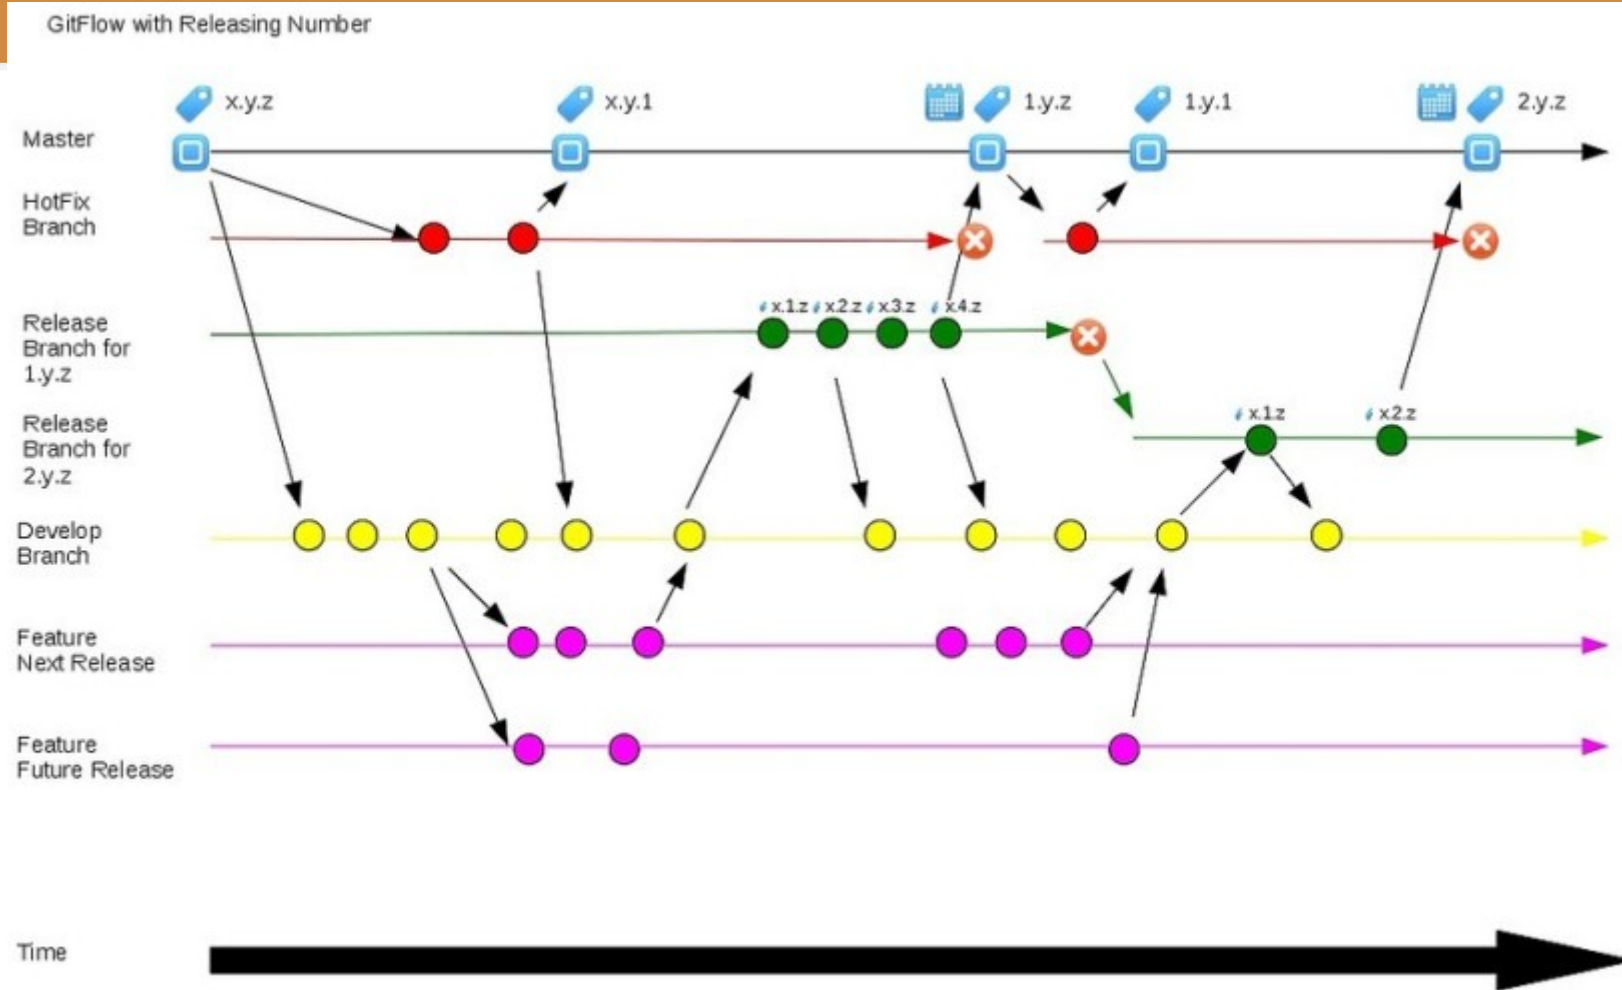 GitFlow with Releasing Number
x.y.z
x.y.1
1.y.z
1.y.1
2.y.z
Master
HotFix
Branch
x.1.z
x.2.z
x.3.z
x.4.z
Release
Branch for
1.y.z
x.1.z
x.2.z
Release
Branch for
2.y.z
Develop
Branch
Feature
Next Release
Feature
Future Release
Time